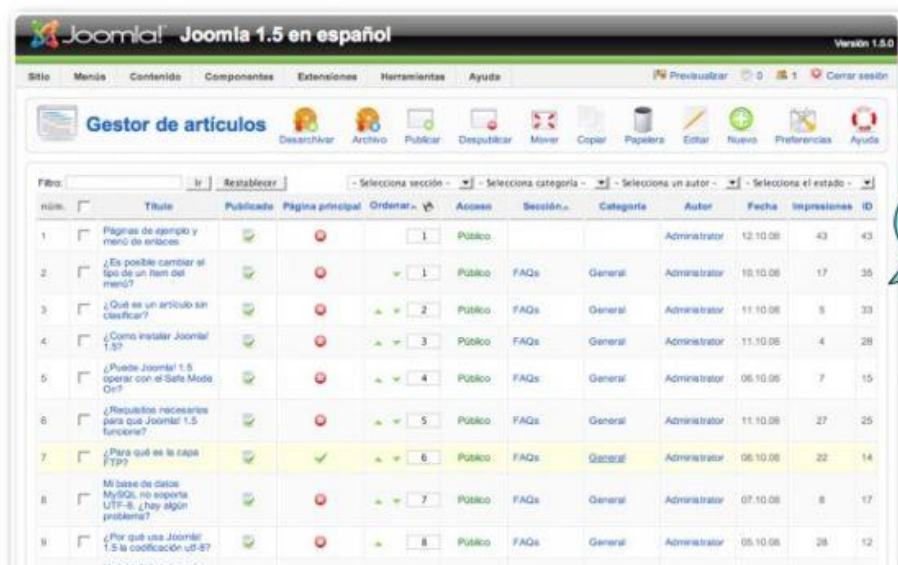 Joomla! Joomla 1.5 en español
Versión 1.5.0
Sitio Menús Contenido Componentes Extensiones Herramientas Ayuda Previsualizar 0 1 Cerrar sesión
Gestor de artículos
Desarchivar Archivo Publicar Despublicar Mover Copiar Papelera Editar Nuevo Preferencias Ayuda
Filtro: Ir Restablecer - Selecciona sección - - Selecciona categoría - - Selecciona un autor - - Selecciona el estado -
núm. Título Publicado Página principal Ordenar Acceso Sección Categoría Autor Fecha Impresiones ID
1 Páginas de ejemplo y
menú de enlaces
1 Público Administrator 12.10.06 43 43
2 ¿Es posible cambiar el
tipo de un ítem del
menú?
1 Público FAQs General Administrator 10.10.06 17 35
3 ¿Qué es un artículo sin
clasificar?
2 Público FAQs General Administrator 11.10.06 5 33
4 ¿Como instalar Joomla!
1.5?
3 Público FAQs General Administrator 11.10.06 4 28
5 ¿Puede Joomla! 1.5
operar con el Safe Mode
On?
4 Público FAQs General Administrator 06.10.06 7 15
6 ¿Requisitos necesarios
para que Joomla! 1.5
funcione?
5 Público FAQs General Administrator 11.10.06 27 25
7 ¿Para qué es la capa
FTP?
6 Público FAQs General Administrator 06.10.06 22 14
8 Mi base de datos
MySQL no soporta
UTF-8. ¿hay algún
problema?
7 Público FAQs General Administrator 07.10.06 8 17
9 ¿Por qué usa Joomla!
1.5 la codificación utf-8?
8 Público FAQs General Administrator 05.10.06 28 12